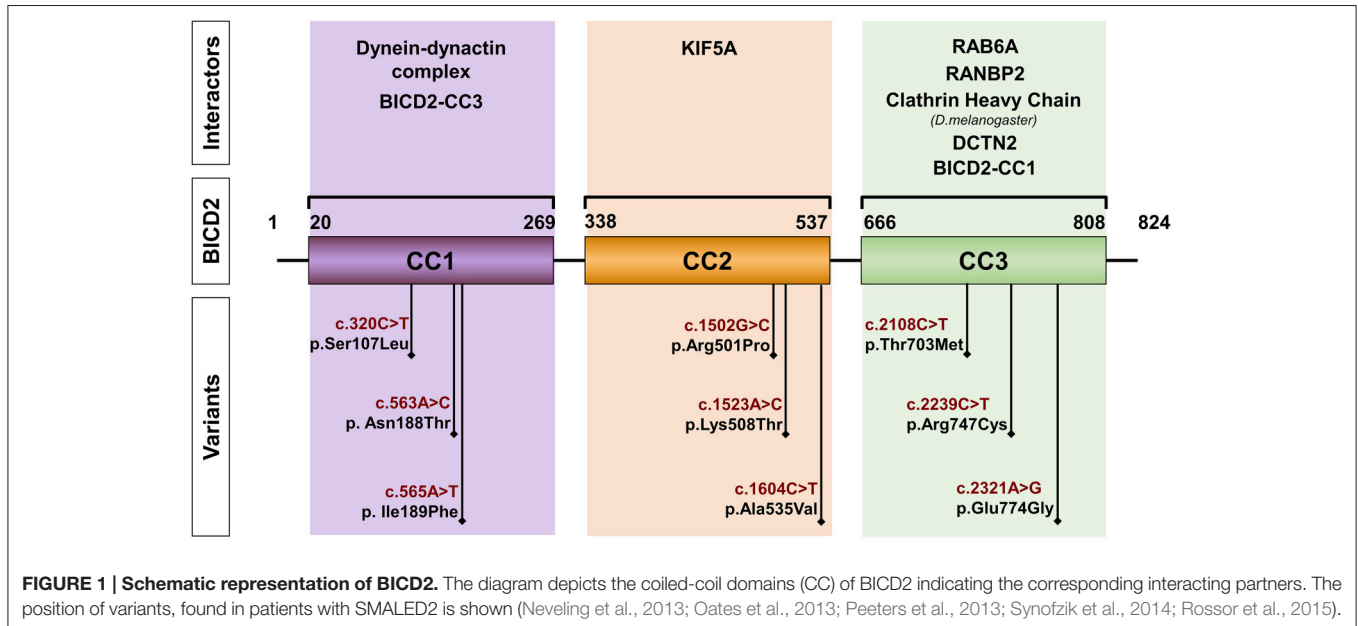 Interactors
Dynein-dynactin
complex
BICD2-CC3
KIF5A
RAB6A
RANBP2
Clathrin Heavy Chain
(D.melanogaster)
DCTN2
BICD2-CC1
BICD2
1 20 269 338 537 666 808 824
CC1 CC2 CC3
Variants
c.320C>T
p.Ser107Leu
c.563A>C
p. Asn188Thr
c.565A>T
p. Ile189Phe
c.1502G>C
p.Arg501Pro
c.1523A>C
p.Lys508Thr
c.1604C>T
p.Ala535Val
c.2108C>T
p.Thr703Met
c.2239C>T
p.Arg747Cys
c.2321A>G
p.Glu774Gly
FIGURE 1 | Schematic representation of BICD2. The diagram depicts the coiled-coil domains (CC) of BICD2 indicating the corresponding interacting partners. The
position of variants, found in patients with SMALED2 is shown (Neveling et al., 2013; Oates et al., 2013; Peeters et al., 2013; Synofzik et al., 2014; Rossor et al., 2015).